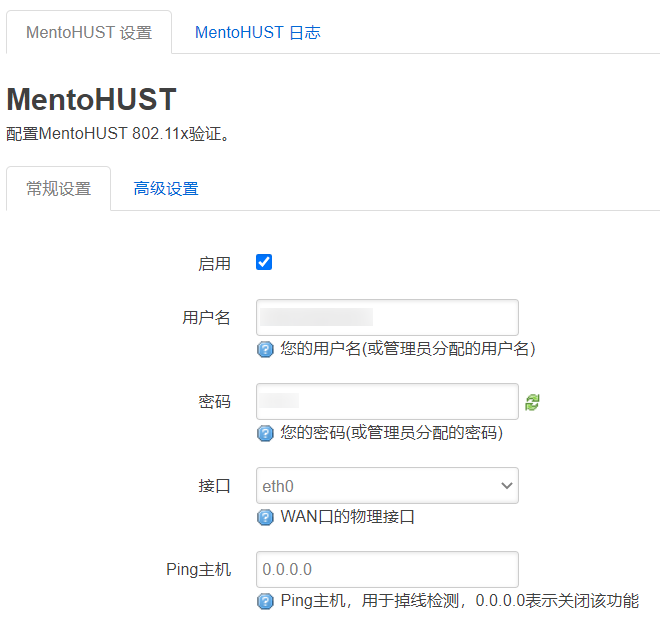 MentoHUST 设置 MentoHUST 日志
MentoHUST
配置MentoHUST 802.11x验证。
常规设置 高级设置
启用
用户名
您的用户名(或管理员分配的用户名)
密码
您的密码(或管理员分配的密码)
接口 eth0
WAN口的物理接口
Ping主机 0.0.0.0
Ping主机，用于掉线检测，0.0.0.0表示关闭该功能